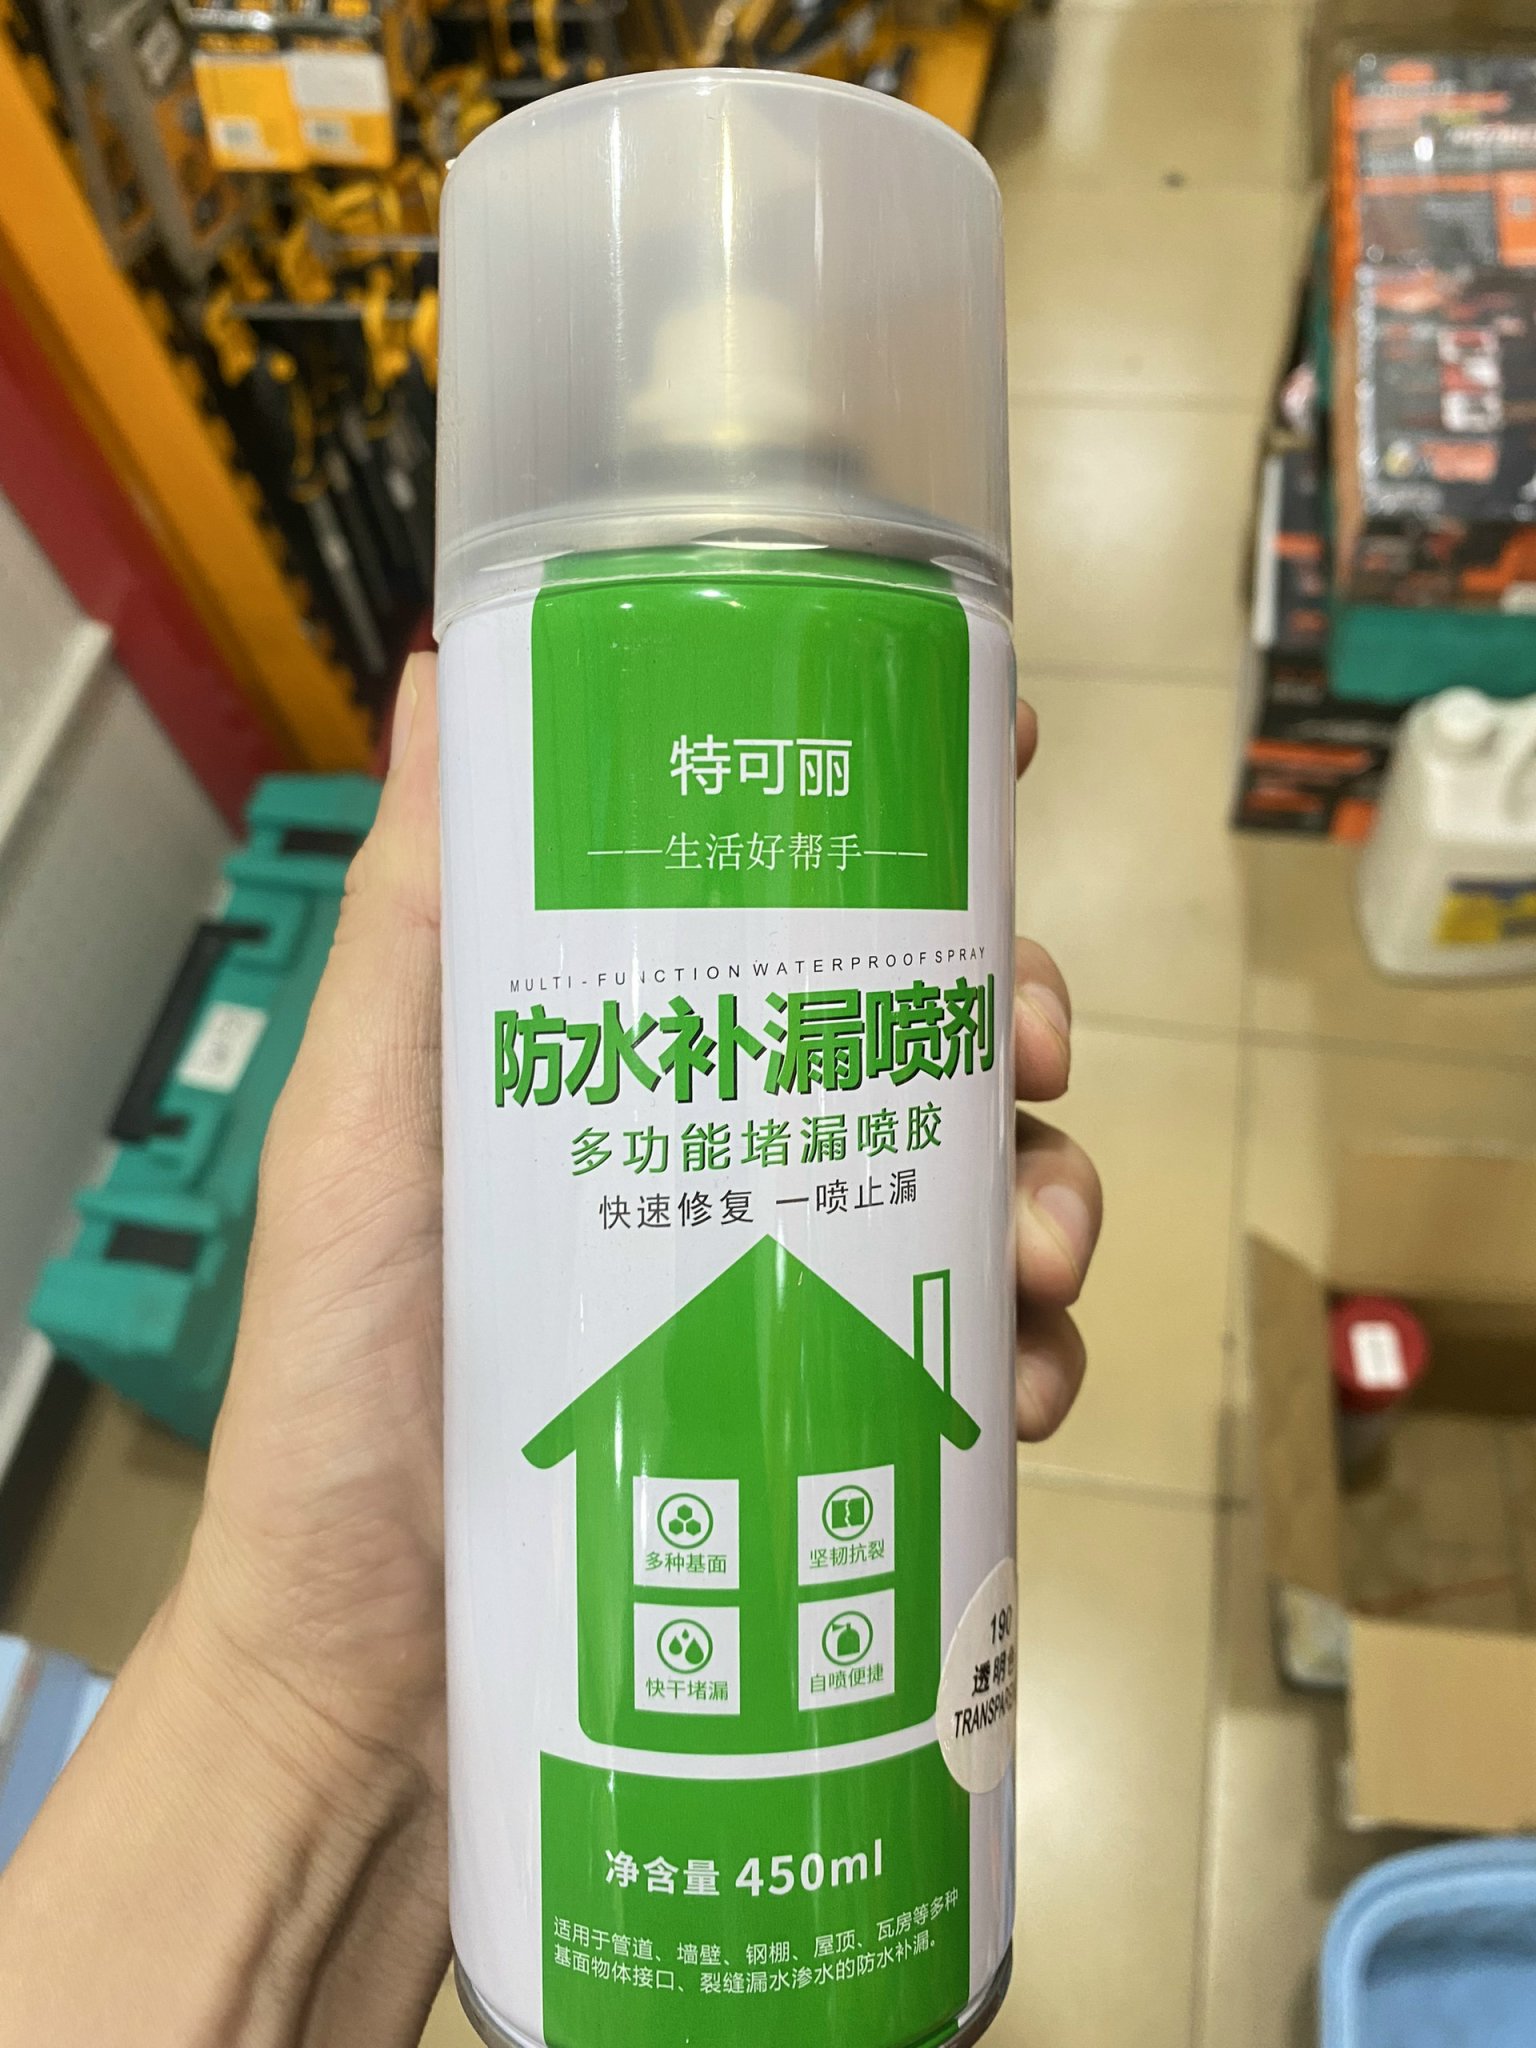 特可丽
——生活好帮手——
MULTI-FUNCTION WATERPROOF SPRAY
防水补漏喷剂
多功能堵漏喷胶
快速修复 一喷止漏
多种基面
坚韧抗裂
快干堵漏
自喷便捷
190
透明
净含量 450ml
适用于管道、墙壁、钢棚、屋顶、瓦房等多种
基面物体接口、裂缝漏水渗水的防水补漏。